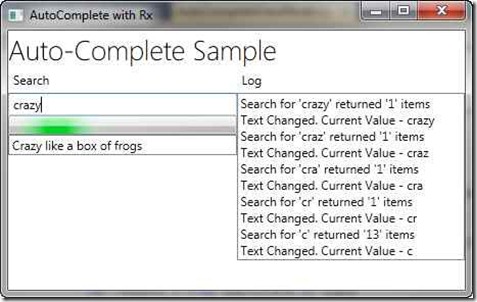 AutoComplete with Rx
Auto-Complete Sample
Search
crazy
Crazy like a box of frogs
Log
Search for 'crazy' returned '1' items
Text Changed. Current Value - crazy
Search for 'craz' returned '1' items
Text Changed. Current Value - craz
Search for 'cra' returned '1' items
Text Changed. Current Value - cra
Search for 'cr' returned '1' items
Text Changed. Current Value - cr
Search for 'c' returned '13' items
Text Changed. Current Value - c